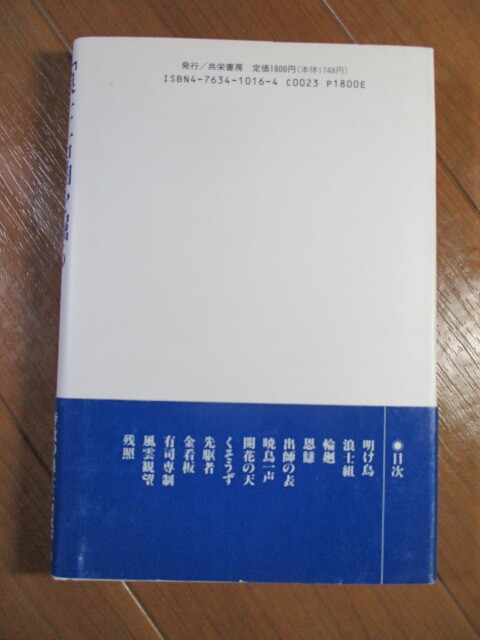 発行／共栄書房　定価1800円(本体1748円)
ISBN4-7634-1016-4 C0023 P1800E
●目次
明け烏
浪士組
輪廻
恩讎
出師の表
暁烏一声
開花の天
くそうず
先駆者
金看板
有司専制
風雲観望
残照